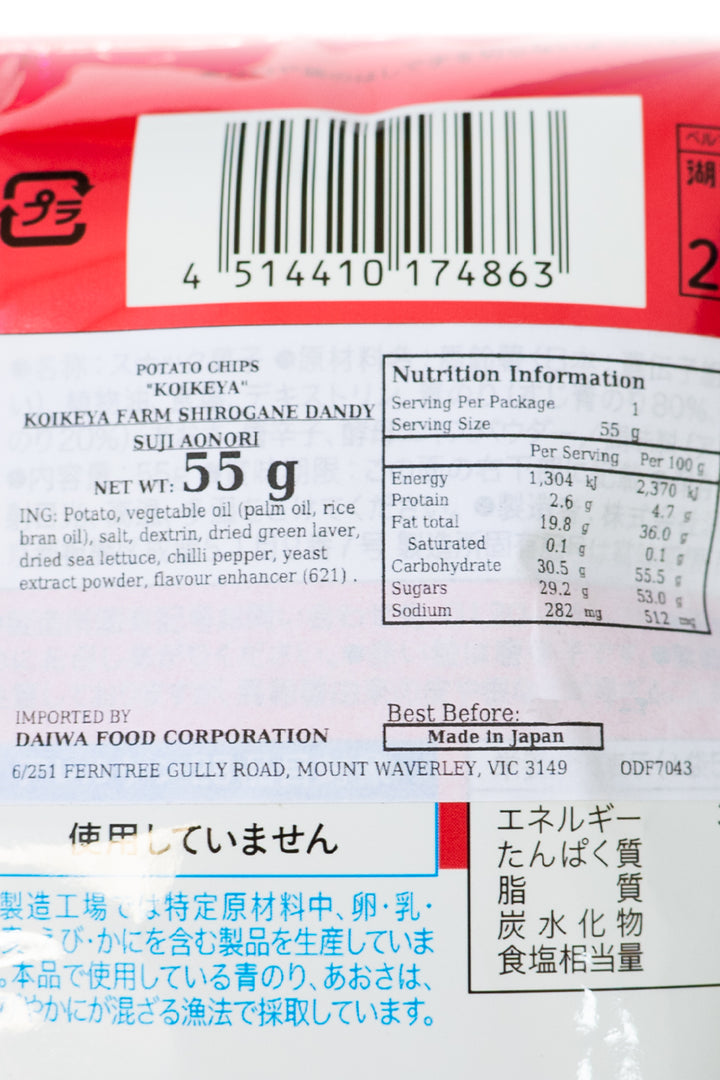 プラ
ベル
湖
2
4 514410 174863
POTATO CHIPS
"KOIKEYA"
KOIKEYA FARM SHIROGANE DANDY
SUJI AONORI
NET WT: 55 g
ING: Potato, vegetable oil (palm oil, rice
bran oil), salt, dextrin, dried green laver,
dried sea lettuce, chilli pepper, yeast
extract powder, flavour enhancer (621) .
Nutrition Information
Serving Per Package 1
Serving Size 55 g
Per Serving Per 100 g
Energy 1,304 kJ 2,370 kJ
Protein 2.6 g 4.7 g
Fat total 19.8 g 36.0 g
Saturated 0.1 g 0.1 g
Carbohydrate 30.5 g 55.5 g
Sugars 29.2 g 53.0 g
Sodium 282 mg 512 mg
IMPORTED BY
DAIWA FOOD CORPORATION
Best Before:
Made in Japan
6/251 FERNTREE GULLY ROAD, MOUNT WAVERLEY, VIC 3149 ODF7043
使用していません
製造工場では特定原材料中、卵・乳・
えび・かにを含む製品を生産していま
。本品で使用している青のり、あおさは、
やかにが混ざる漁法で採取しています。
エネルギー
たんぱく質
脂質
炭水化物
食塩相当量